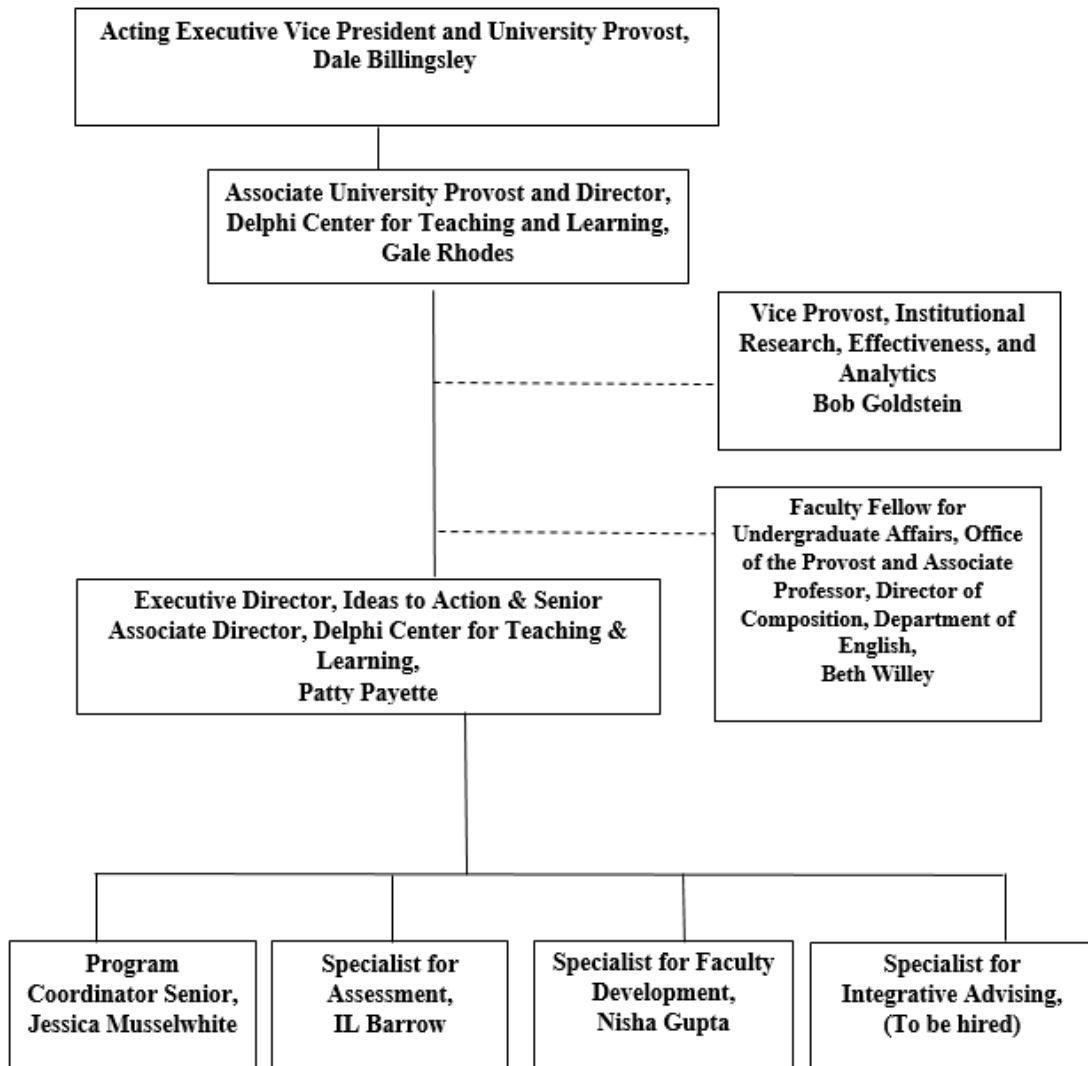 Acting Executive Vice President and University Provost,
Dale Billingsley
Associate University Provost and Director,
Delphi Center for Teaching and Learning,
Gale Rhodes
Vice Provost, Institutional
Research, Effectiveness, and
Analytics
Bob Goldstein
Faculty Fellow for
Undergraduate Affairs, Office
of the Provost and Associate
Professor, Director of
Composition, Department of
English,
Beth Willey
Executive Director, Ideas to Action & Senior
Associate Director, Delphi Center for Teaching &
Learning,
Patty Payette
Program
Coordinator Senior,
Jessica Musselwhite
Specialist for
Assessment,
IL Barrow
Specialist for Faculty
Development,
Nisha Gupta
Specialist for
Integrative Advising,
(To be hired)